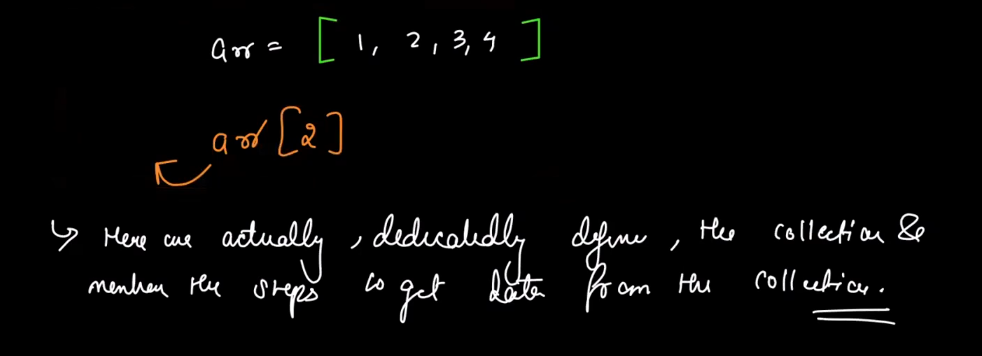 arr = [ 1, 2, 3, 4 ]
arr [2]
↳ Here we actually, dedicatedly define, the collection &
mention the steps to get data from the collection.